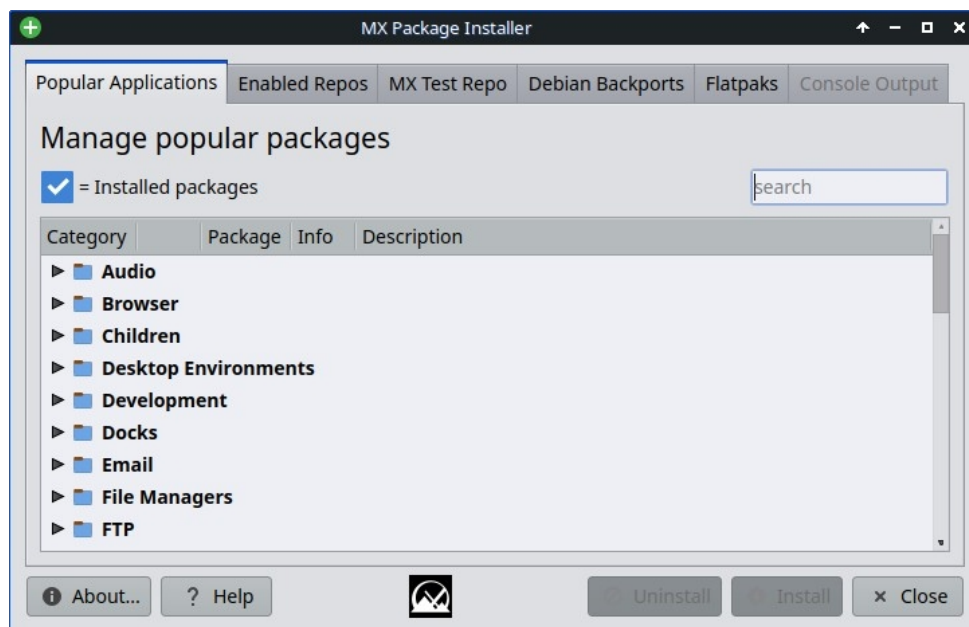 MX Package Installer
Popular Applications Enabled Repos MX Test Repo Debian Backports Flatpaks Console Output
Manage popular packages
= Installed packages search
Category Package Info Description
Audio
Browser
Children
Desktop Environments
Development
Docks
Email
File Managers
FTP
About... ? Help Uninstall Install Close